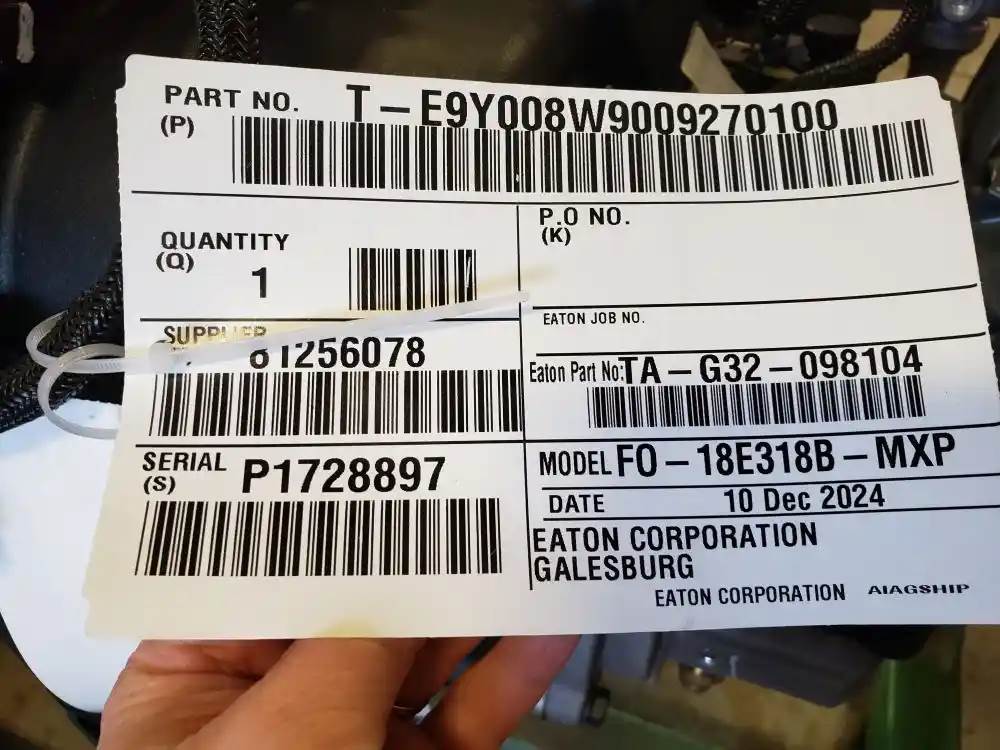 PART NO. T-E9Y008W9009270100
(P)
QUANTITY
(Q)
1
P.O NO.
(K)
EATON JOB NO.
SUPPLIER
81256078
Eaton Part No: TA-G32-098104
SERIAL P1728897
(S)
MODEL FO-18E318B-MXP
DATE 10 Dec 2024
EATON CORPORATION
GALESBURG
EATON CORPORATION AIAGSHIP